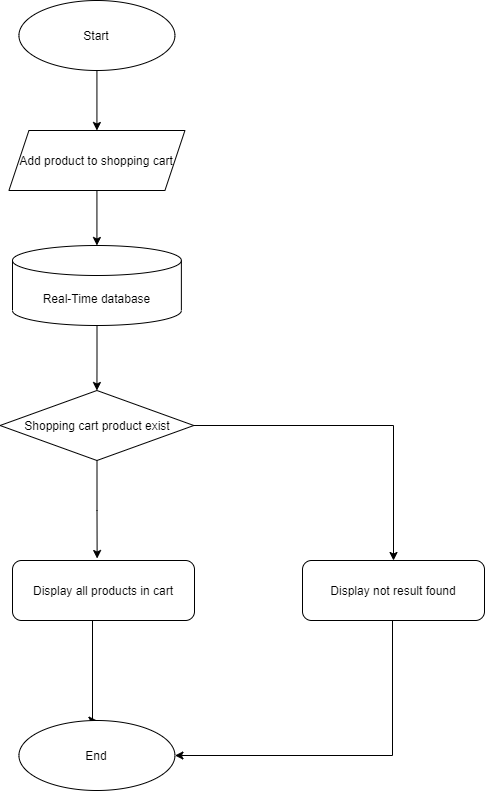 Start
Add product to shopping cart
Real-Time database
Shopping cart product exist
Display all products in cart
Display not result found
End